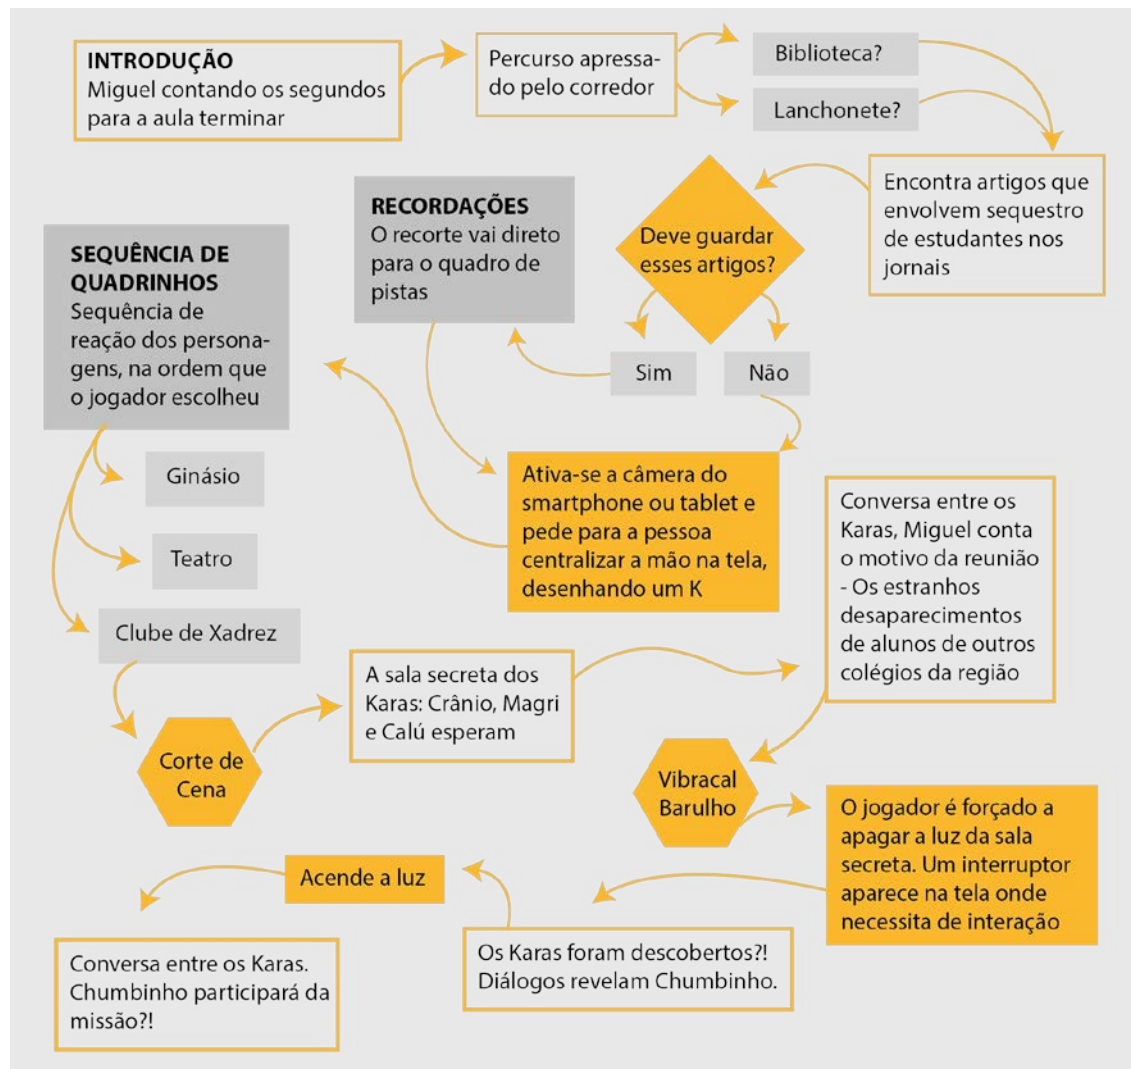 INTRODUÇÃO
Miguel contando os segundos
para a aula terminar
Percurso apressa-
do pelo corredor
Biblioteca?
Lanchonete?
Encontra artigos que
envolvem sequestro
de estudantes nos
jornais
Deve guardar
esses artigos?
Sim
Não
RECORDAÇÕES
O recorte vai direto
para o quadro de
pistas
Ativa-se a câmera do
smartphone ou tablet e
pede para a pessoa
centralizar a mão na tela,
desenhando um K
SEQUÊNCIA DE
QUADRINHOS
Sequência de
reação dos persona-
gens, na ordem que
o jogador escolheu
Ginásio
Teatro
Clube de Xadrez
Corte de
Cena
A sala secreta dos
Karas: Crânio, Magri
e Calú esperam
Conversa entre os
Karas, Miguel conta
o motivo da reunião
- Os estranhos
desaparecimentos
de alunos de outros
colégios da região
Vibracal
Barulho
O jogador é forçado a
apagar a luz da sala
secreta. Um interruptor
aparece na tela onde
necessita de interação
Os Karas foram descobertos?!
Diálogos revelam Chumbinho.
Acende a luz
Conversa entre os Karas.
Chumbinho participará da
missão?!